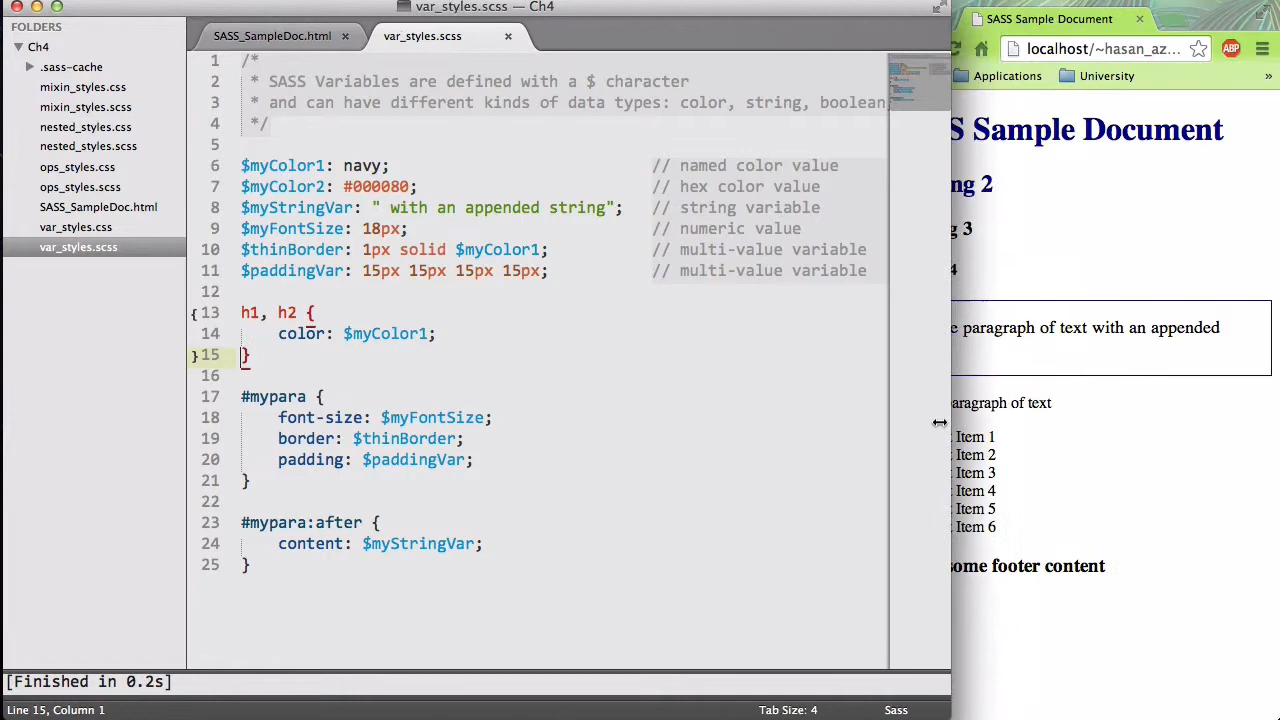 var_styles.scss — Ch4
FOLDERS
Ch4
.sass-cache
mixin_styles.css
mixin_styles.scss
nested_styles.css
nested_styles.scss
ops_styles.css
ops_styles.scss
SASS_SampleDoc.html
var_styles.css
var_styles.scss
SASS_SampleDoc.html ×
var_styles.css ×
1 /*
2 * SASS Variables are defined with a $ character
3 * and can have different kinds of data types: color, string, boolean,
4 */
5
6 $myColor1: navy; // named color value
7 $myColor2: #000080; // hex color value
8 $myStringVar: " with an appended string"; // string variable
9 $myFontSize: 18px; // numeric value
10 $thinBorder: 1px solid $myColor1; // multi-value variable
11 $paddingVar: 15px 15px 15px 15px; // multi-value variable
12
{13 h1, h2 {
14 color: $myColor1;
}15 }
16
17 #mypara {
18 font-size: $myFontSize;
19 border: $thinBorder;
20 padding: $paddingVar;
21 }
22
23 #mypara:after {
24 content: $myStringVar;
25 }
[Finished in 0.2s]
Line 15, Column 1
Tab Size: 4
Sass
SASS Sample Document ×
localhost/~hasan_az...
ABP
Applications
University
»
S Sample Document
ng 2
g 3
4
e paragraph of text with an appended
paragraph of text
t Item 1
t Item 2
t Item 3
t Item 4
t Item 5
t Item 6
some footer content